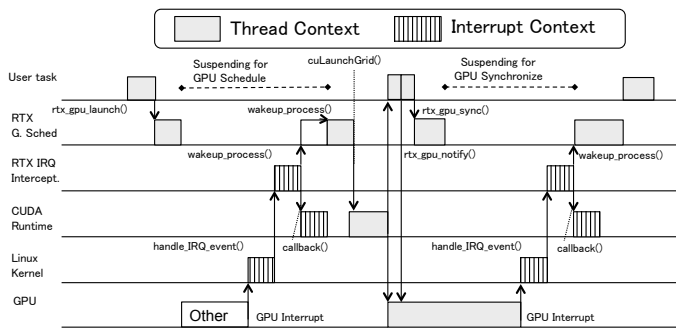 Thread Context
Interrupt Context
cuLaunchGrid()
Suspending for
GPU Schedule
Suspending for
GPU Synchronize
User task
rtx_gpu_launch()
wakeup_process()
rtx_gpu_sync()
RTX
G. Sched
wakeup_process()
rtx_gpu_notify()
wakeup_process()
RTX IRQ
Intercept.
CUDA
Runtime
handle_IRQ_event()
callback()
handle_IRQ_event()
callback()
Linux
Kernel
GPU
Other
GPU Interrupt
GPU Interrupt